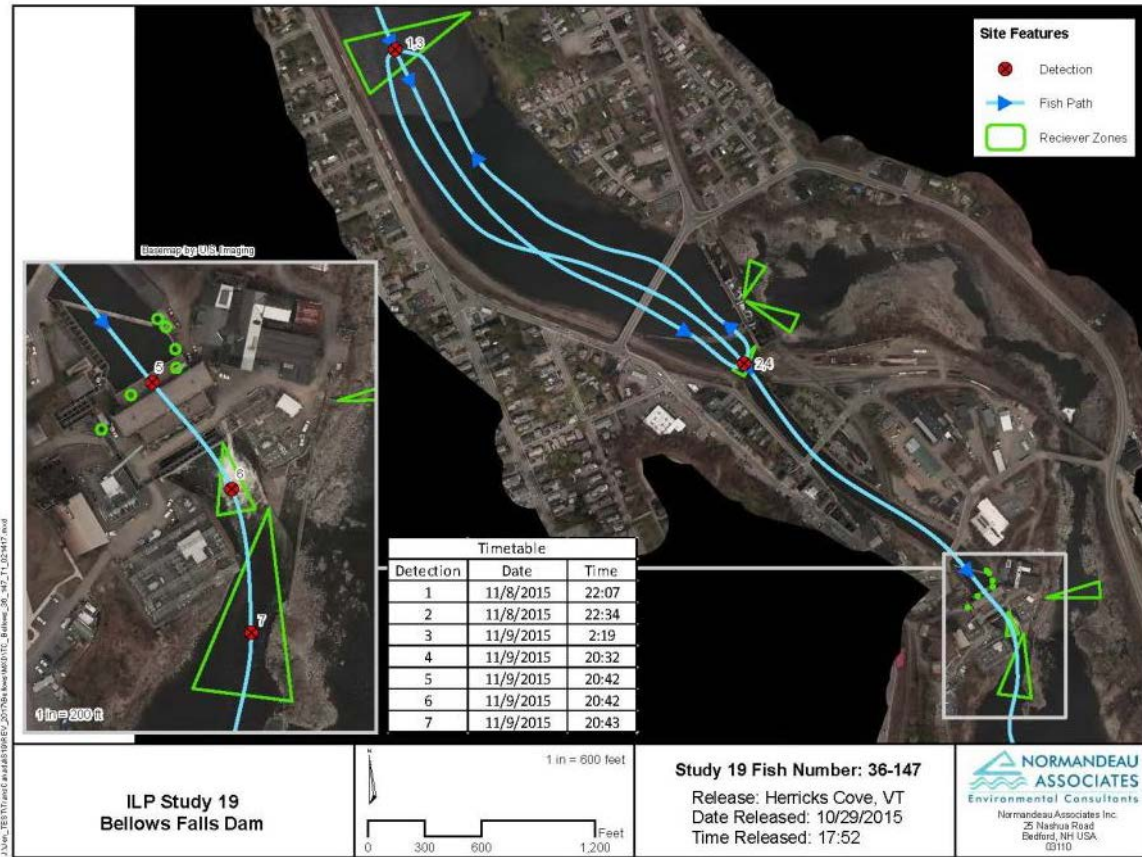 Site Features
Detection
Fish Path
Reciever Zones
1,3
2,4
Basemap by: U.S. Imaging
5
6
7
1 in = 200 ft
Timetable
Detection Date Time
1 11/8/2015 22:07
2 11/8/2015 22:34
3 11/9/2015 2:19
4 11/9/2015 20:32
5 11/9/2015 20:42
6 11/9/2015 20:42
7 11/9/2015 20:43
ILP Study 19
Bellows Falls Dam
N
1 in = 600 feet
Feet
0 300 600 1,200
Study 19 Fish Number: 36-147
Release: Herricks Cove, VT
Date Released: 10/29/2015
Time Released: 17:52
NORMANDEAU
ASSOCIATES
Environmental Consultants
Normandeau Associates Inc.
25 Nashua Road
Bedford, NH USA
03110